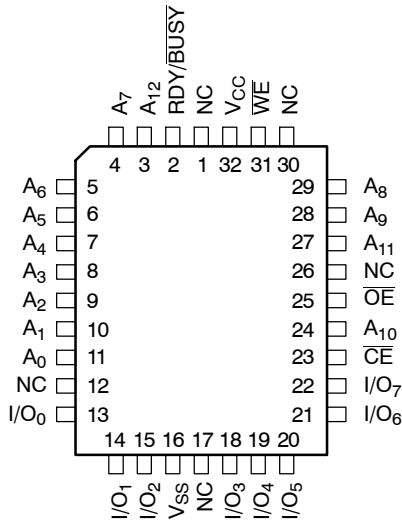 A7 A12 RDY/BUSY NC VCC WE NC
4 3 2 1 32 31 30
A6 5 29 A8
A5 6 28 A9
A4 7 27 A11
A3 8 26 NC
A2 9 25 OE
A1 10 24 A10
A0 11 23 CE
NC 12 22 I/O7
I/O0 13 21 I/O6
14 15 16 17 18 19 20
I/O1 I/O2 VSS NC I/O3 I/O4 I/O5